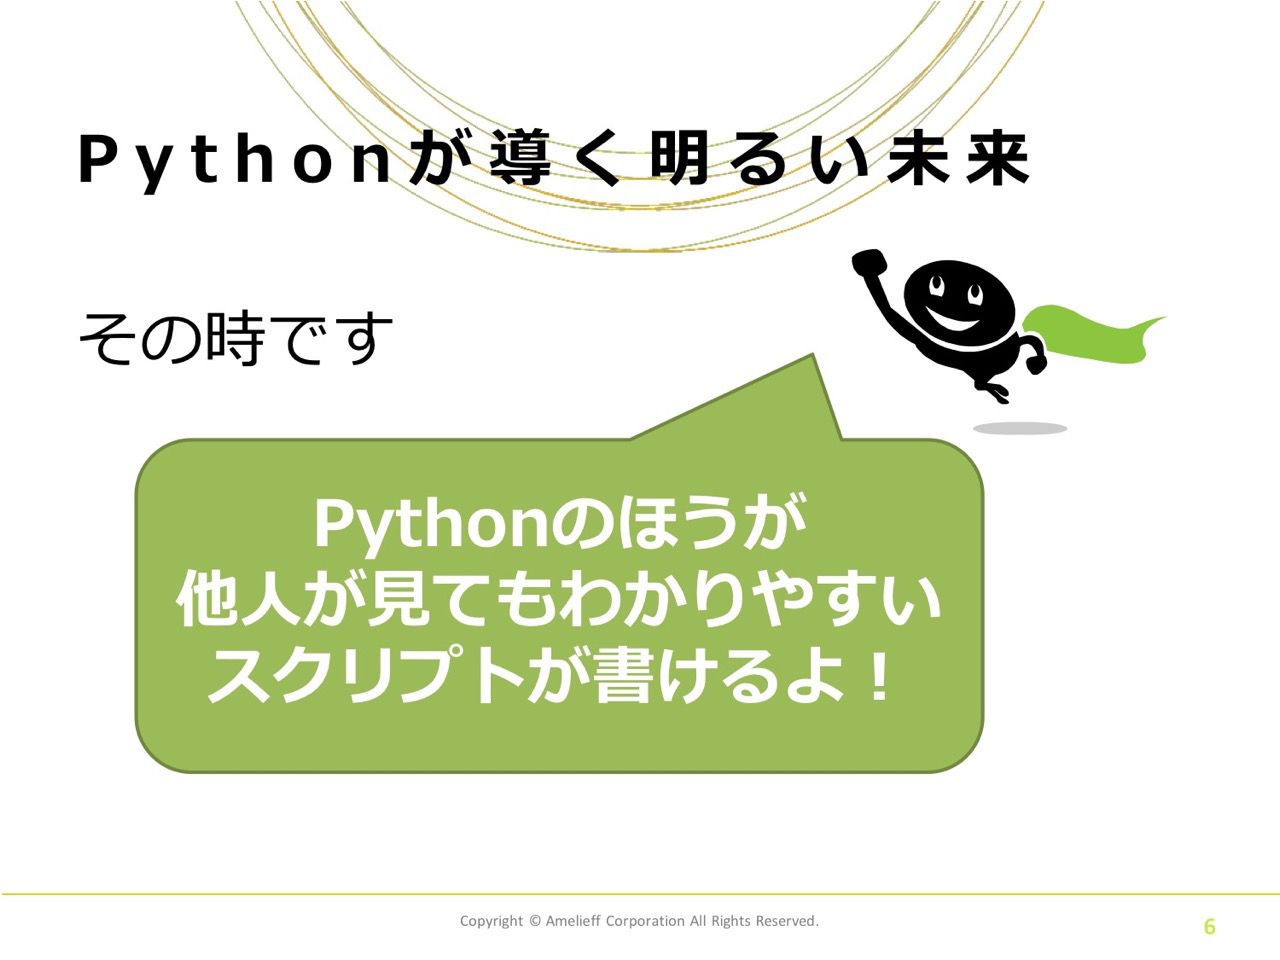 Pythonが導く明るい未来
その時です
Pythonのほうが
他人が見てもわかりやすい
スクリプトが書けるよ！
Copyright © Amelieff Corporation All Rights Reserved.
6